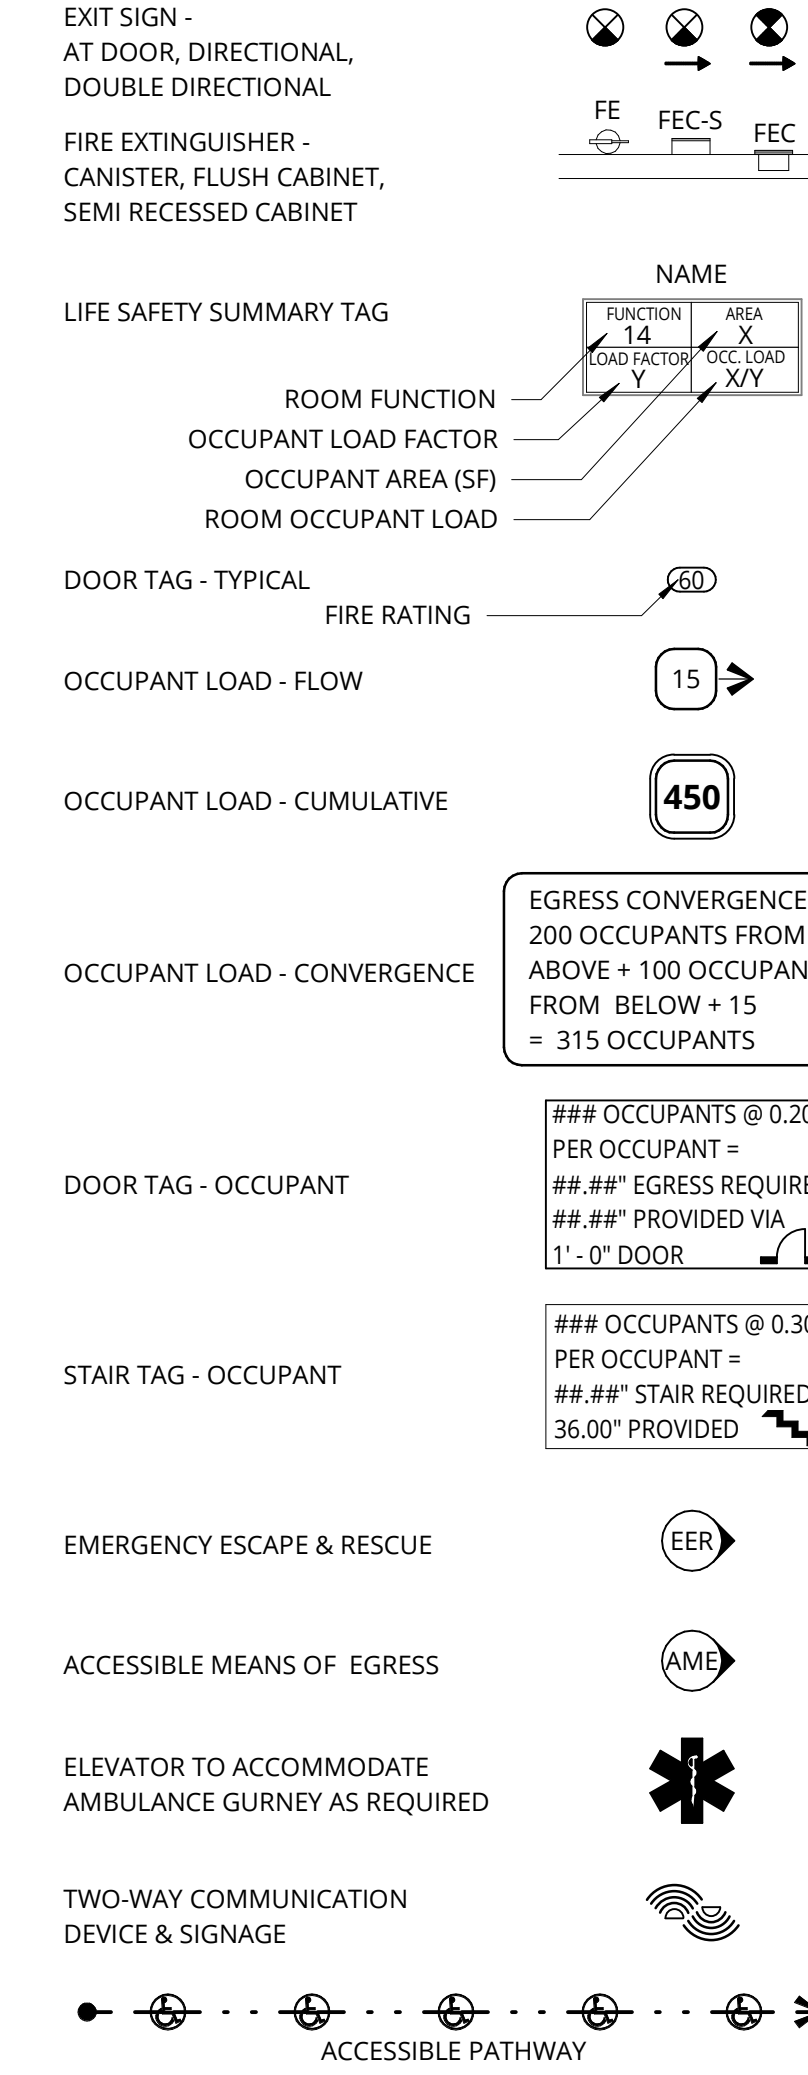 EXIT SIGN -
AT DOOR, DIRECTIONAL,
DOUBLE DIRECTIONAL
FIRE EXTINGUISHER -
CANISTER, FLUSH CABINET,
SEMI RECESSED CABINET
FE
FEC-S
FEC
LIFE SAFETY SUMMARY TAG
NAME
FUNCTION
14
AREA
X
LOAD FACTOR
Y
OCC. LOAD
X/Y
ROOM FUNCTION
OCCUPANT LOAD FACTOR
OCCUPANT AREA (SF)
ROOM OCCUPANT LOAD
DOOR TAG - TYPICAL
60
FIRE RATING
OCCUPANT LOAD - FLOW
15
OCCUPANT LOAD - CUMULATIVE
450
OCCUPANT LOAD - CONVERGENCE
EGRESS CONVERGENCE
200 OCCUPANTS FROM
ABOVE + 100 OCCUPAN
FROM BELOW + 15
= 315 OCCUPANTS
DOOR TAG - OCCUPANT
### OCCUPANTS @ 0.20
PER OCCUPANT =
##.##" EGRESS REQUIRE
##.##" PROVIDED VIA
1' - 0" DOOR
STAIR TAG - OCCUPANT
### OCCUPANTS @ 0.30
PER OCCUPANT =
##.##" STAIR REQUIRED
36.00" PROVIDED
EMERGENCY ESCAPE & RESCUE
EER
ACCESSIBLE MEANS OF EGRESS
AME
ELEVATOR TO ACCOMMODATE
AMBULANCE GURNEY AS REQUIRED
TWO-WAY COMMUNICATION
DEVICE & SIGNAGE
ACCESSIBLE PATHWAY